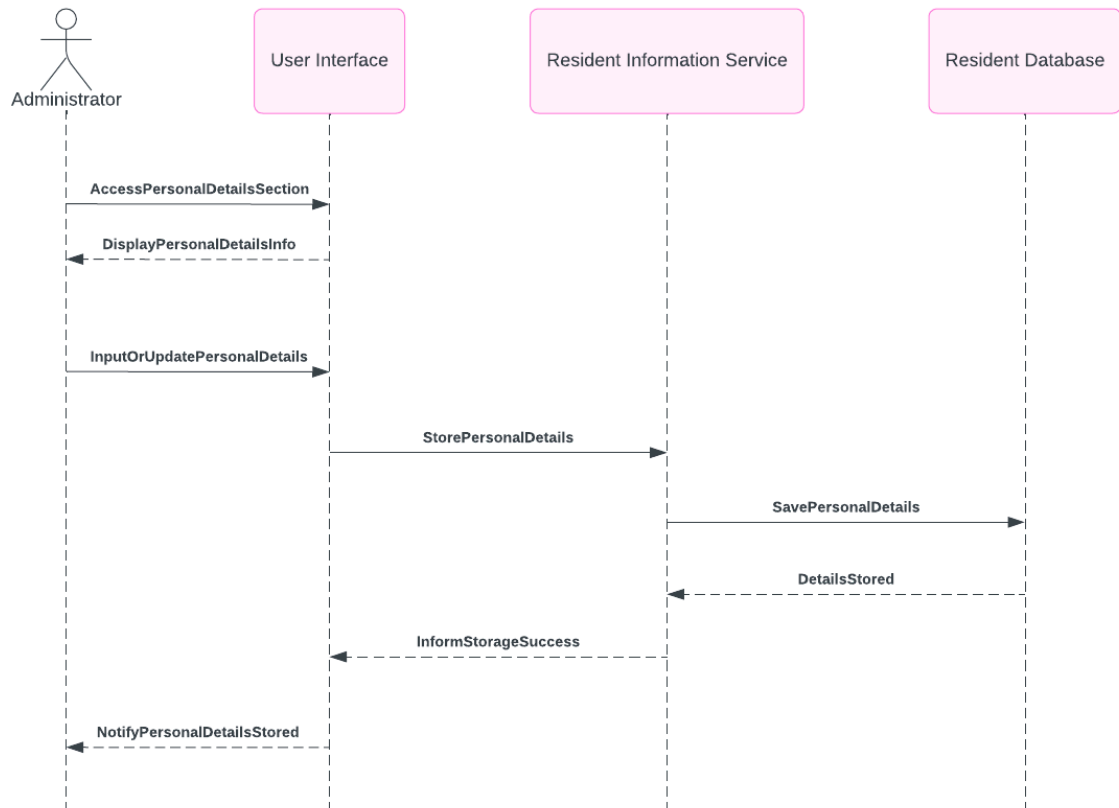 User Interface
Resident Information Service
Resident Database
Administrator
AccessPersonalDetailsSection
DisplayPersonalDetailsInfo
InputOrUpdatePersonalDetails
StorePersonalDetails
SavePersonalDetails
DetailsStored
InformStorageSuccess
NotifyPersonalDetailsStored